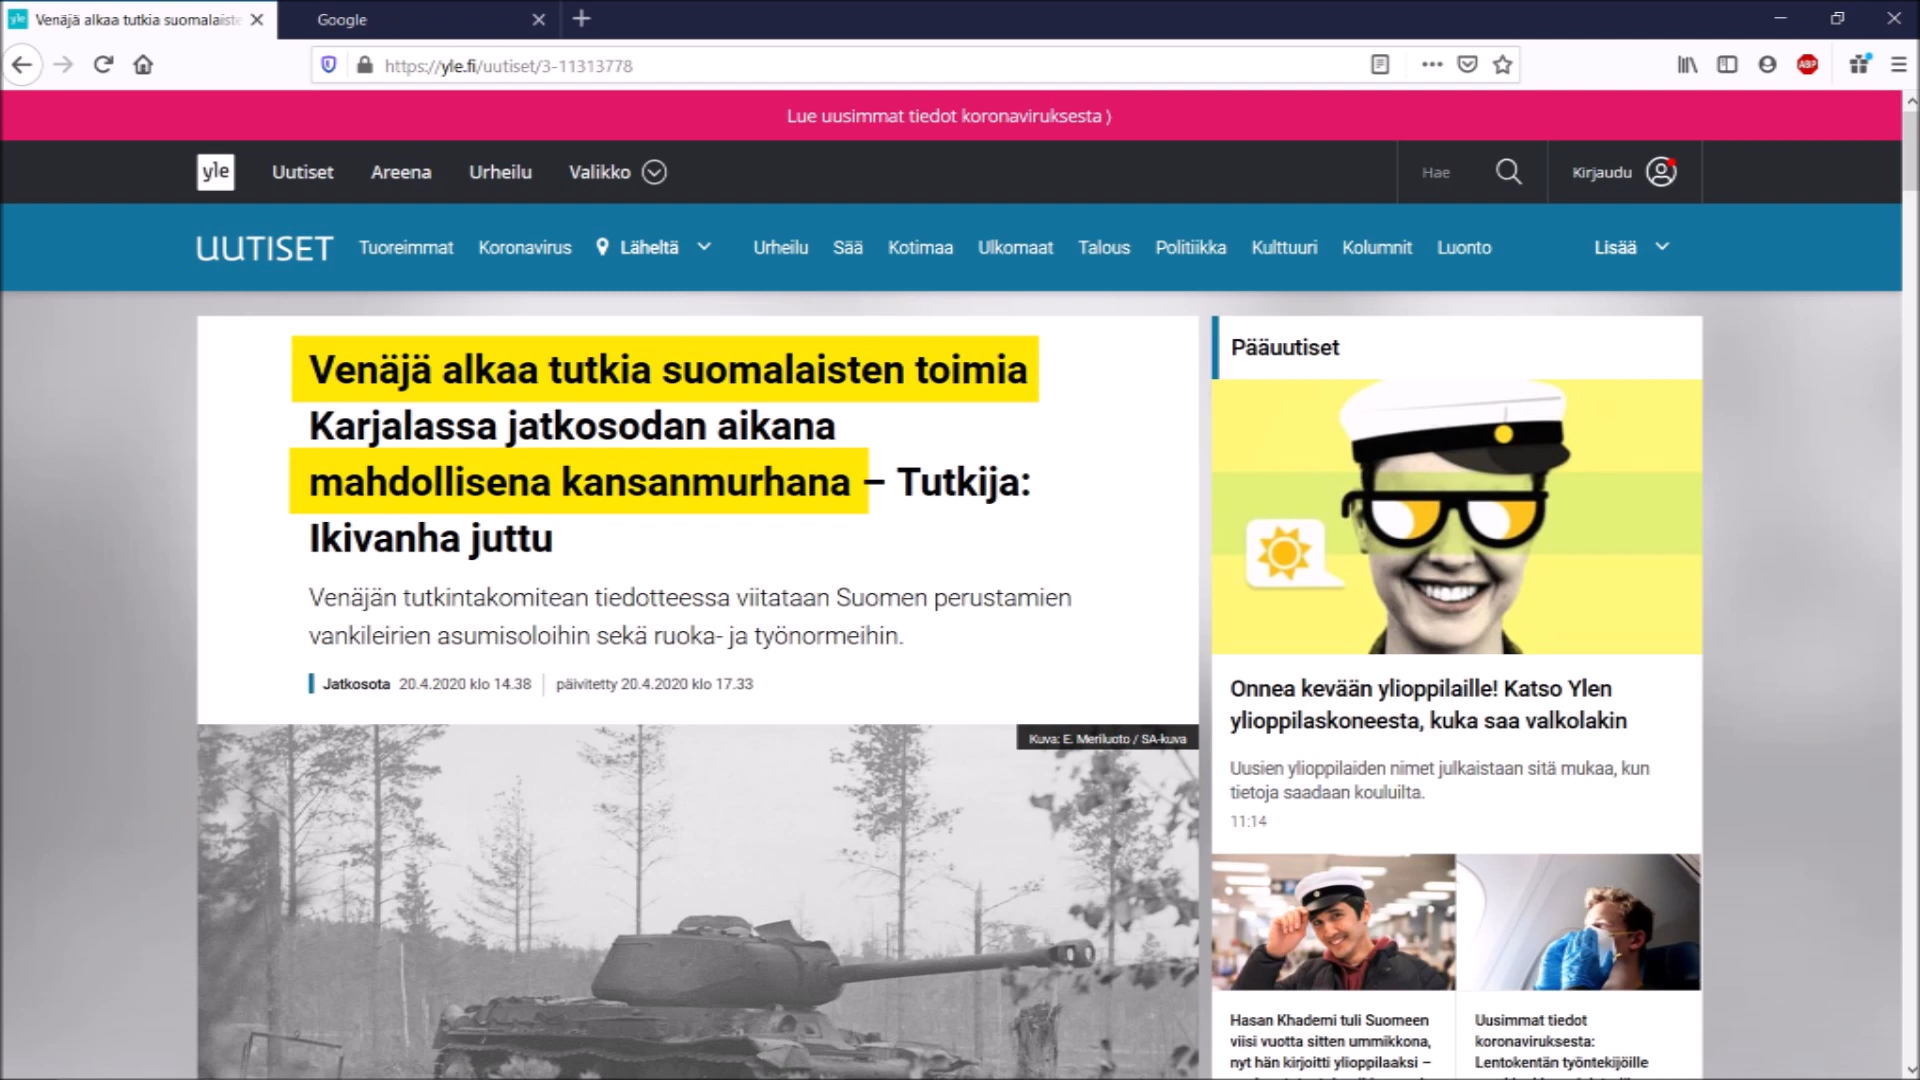 Venäjä alkaa tutkia suomalaiste
Google
https://yle.fi/uutiset/3-11313778
ABP
Lue uusimmat tiedot koronaviruksesta )
yle
Uutiset
Areena
Urheilu
Valikko
Hae
Kirjaudu
UUTISET
Tuoreimmat
Koronavirus
Läheltä
Urheilu
Sää
Kotimaa
Ulkomaat
Talous
Politiikka
Kulttuuri
Kolumnit
Luonto
Lisää
Venäjä alkaa tutkia suomalaisten toimia
Karjalassa jatkosodan aikana
mahdollisena kansanmurhana – Tutkija:
Ikivanha juttu
Venäjän tutkintakomitean tiedotteessa viitataan Suomen perustamien
vankileirien asumisoloihin sekä ruoka- ja työnormeihin.
Jatkosota 20.4.2020 klo 14.38 päivitetty 20.4.2020 klo 17.33
Kuva: E. Meriluoto / SA-kuva
Pääuutiset
Onnea kevään ylioppilaille! Katso Ylen
ylioppilaskoneesta, kuka saa valkolakin
Uusien ylioppilaiden nimet julkaistaan sitä mukaa, kun
tietoja saadaan kouluilta.
11:14
Hasan Khademi tuli Suomeen
viisi vuotta sitten ummikkona,
nyt hän kirjoitti ylioppilaaksi –
Uusimmat tiedot
koronaviruksesta:
Lentokentän työntekijöille